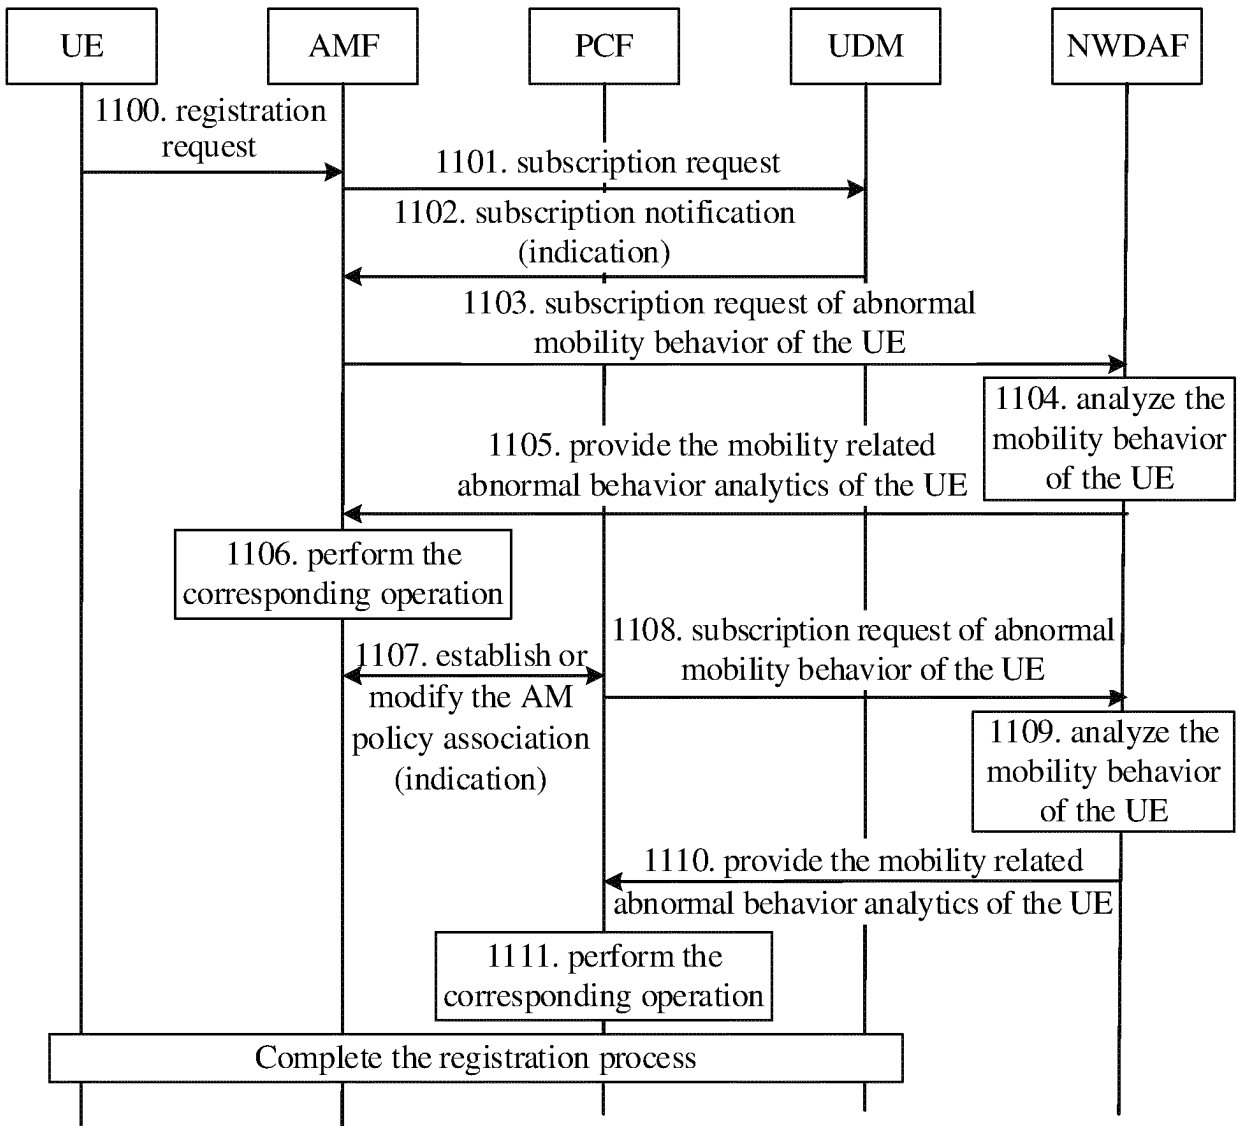 UE
AMF
PCF
UDM
NWDAF
1100. registration
request
1101. subscription request
1102. subscription notification
(indication)
1103. subscription request of abnormal
mobility behavior of the UE
1104. analyze the
mobility behavior
of the UE
1105. provide the mobility related
abnormal behavior analytics of the UE
1106. perform the
corresponding operation
1107. establish or
modify the AM
policy association
(indication)
1108. subscription request of abnormal
mobility behavior of the UE
1109. analyze the
mobility behavior
of the UE
1110. provide the mobility related
abnormal behavior analytics of the UE
1111. perform the
corresponding operation
Complete the registration process